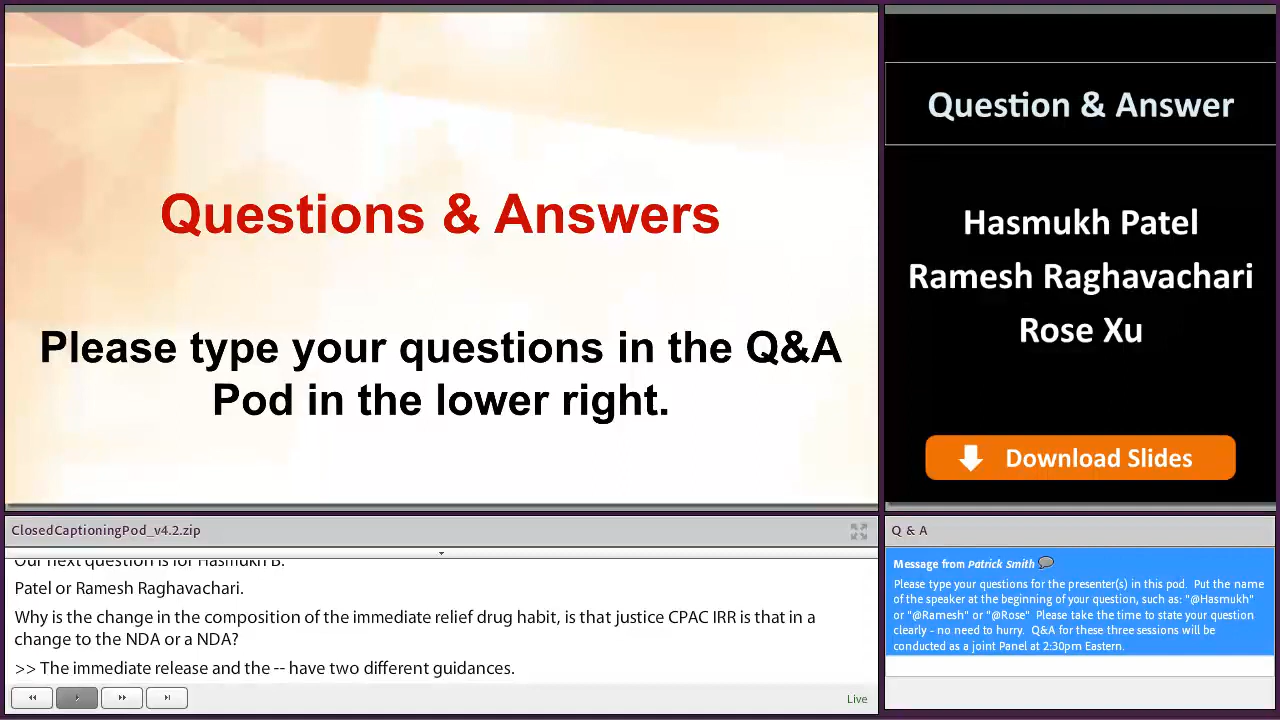 Questions & Answers
Please type your questions in the Q&A
Pod in the lower right.
Question & Answer
Hasmukh Patel
Ramesh Raghavachari
Rose Xu
Download Slides
ClosedCaptioningPod_v4.2.zip
Our next question is for Hasmukh B.
Patel or Ramesh Raghavachari.
Why is the change in the composition of the immediate relief drug habit, is that justice CPAC IRR is that in a
change to the NDA or a NDA?
>> The immediate release and the -- have two different guidances.
Live
Q & A
Message from Patrick Smith
Please type your questions for the presenter(s) in this pod. Put the name
of the speaker at the beginning of your question, such as: "@Hasmukh"
or "@Ramesh" or "@Rose" Please take the time to state your question
clearly - no need to hurry. Q&A for these three sessions will be
conducted as a joint Panel at 2:30pm Eastern.